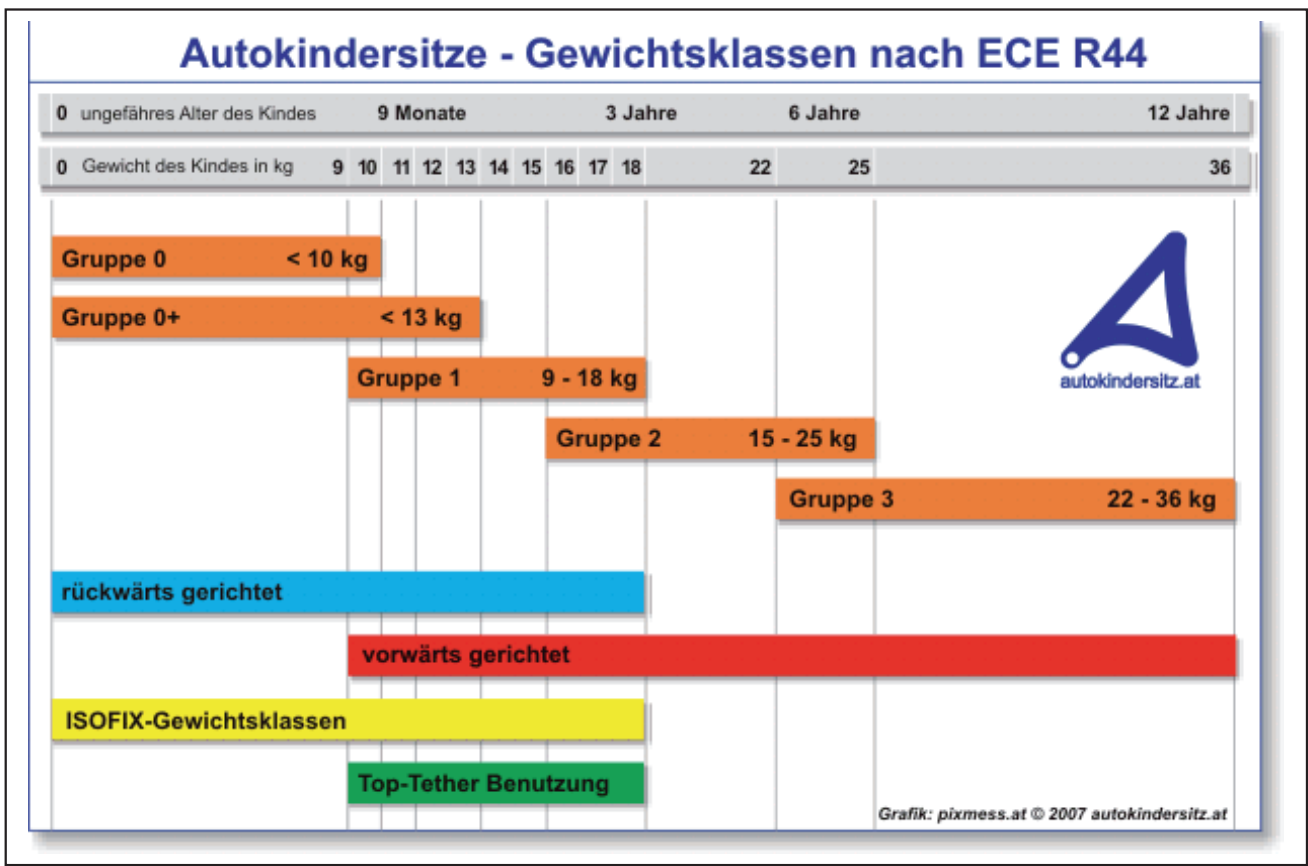 Autokindersitze - Gewichtsklassen nach ECE R44
0 ungefähres Alter des Kindes 9 Monate 3 Jahre 6 Jahre 12 Jahre
0 Gewicht des Kindes in kg 9 10 11 12 13 14 15 16 17 18 22 25 36
Gruppe 0 < 10 kg
Gruppe 0+ < 13 kg
Gruppe 1 9 - 18 kg
autokindersitz.at
Gruppe 2 15 - 25 kg
Gruppe 3 22 - 36 kg
rückwärts gerichtet
vorwärts gerichtet
ISOFIX-Gewichtsklassen
Top-Tether Benutzung
Grafik: pixmess.at © 2007 autokindersitz.at